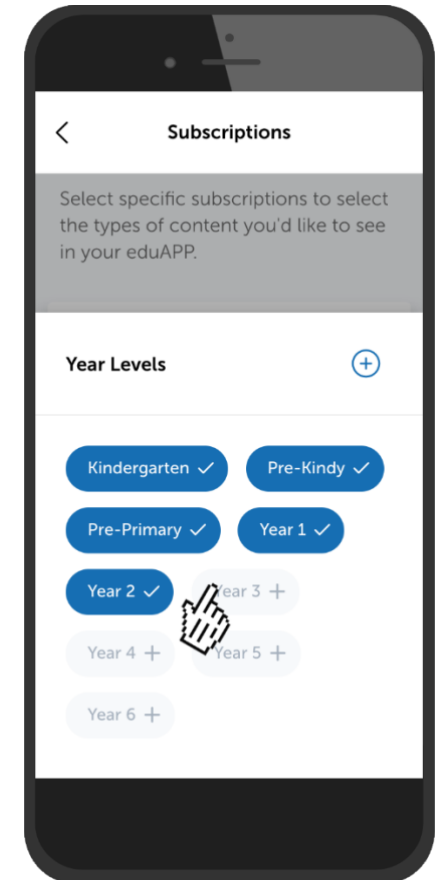 Subscriptions
Select specific subscriptions to select
the types of content you'd like to see
in your eduAPP.
Year Levels
Kindergarten Pre-Kindy
Pre-Primary Year 1
Year 2 Year 3
Year 4 Year 5
Year 6